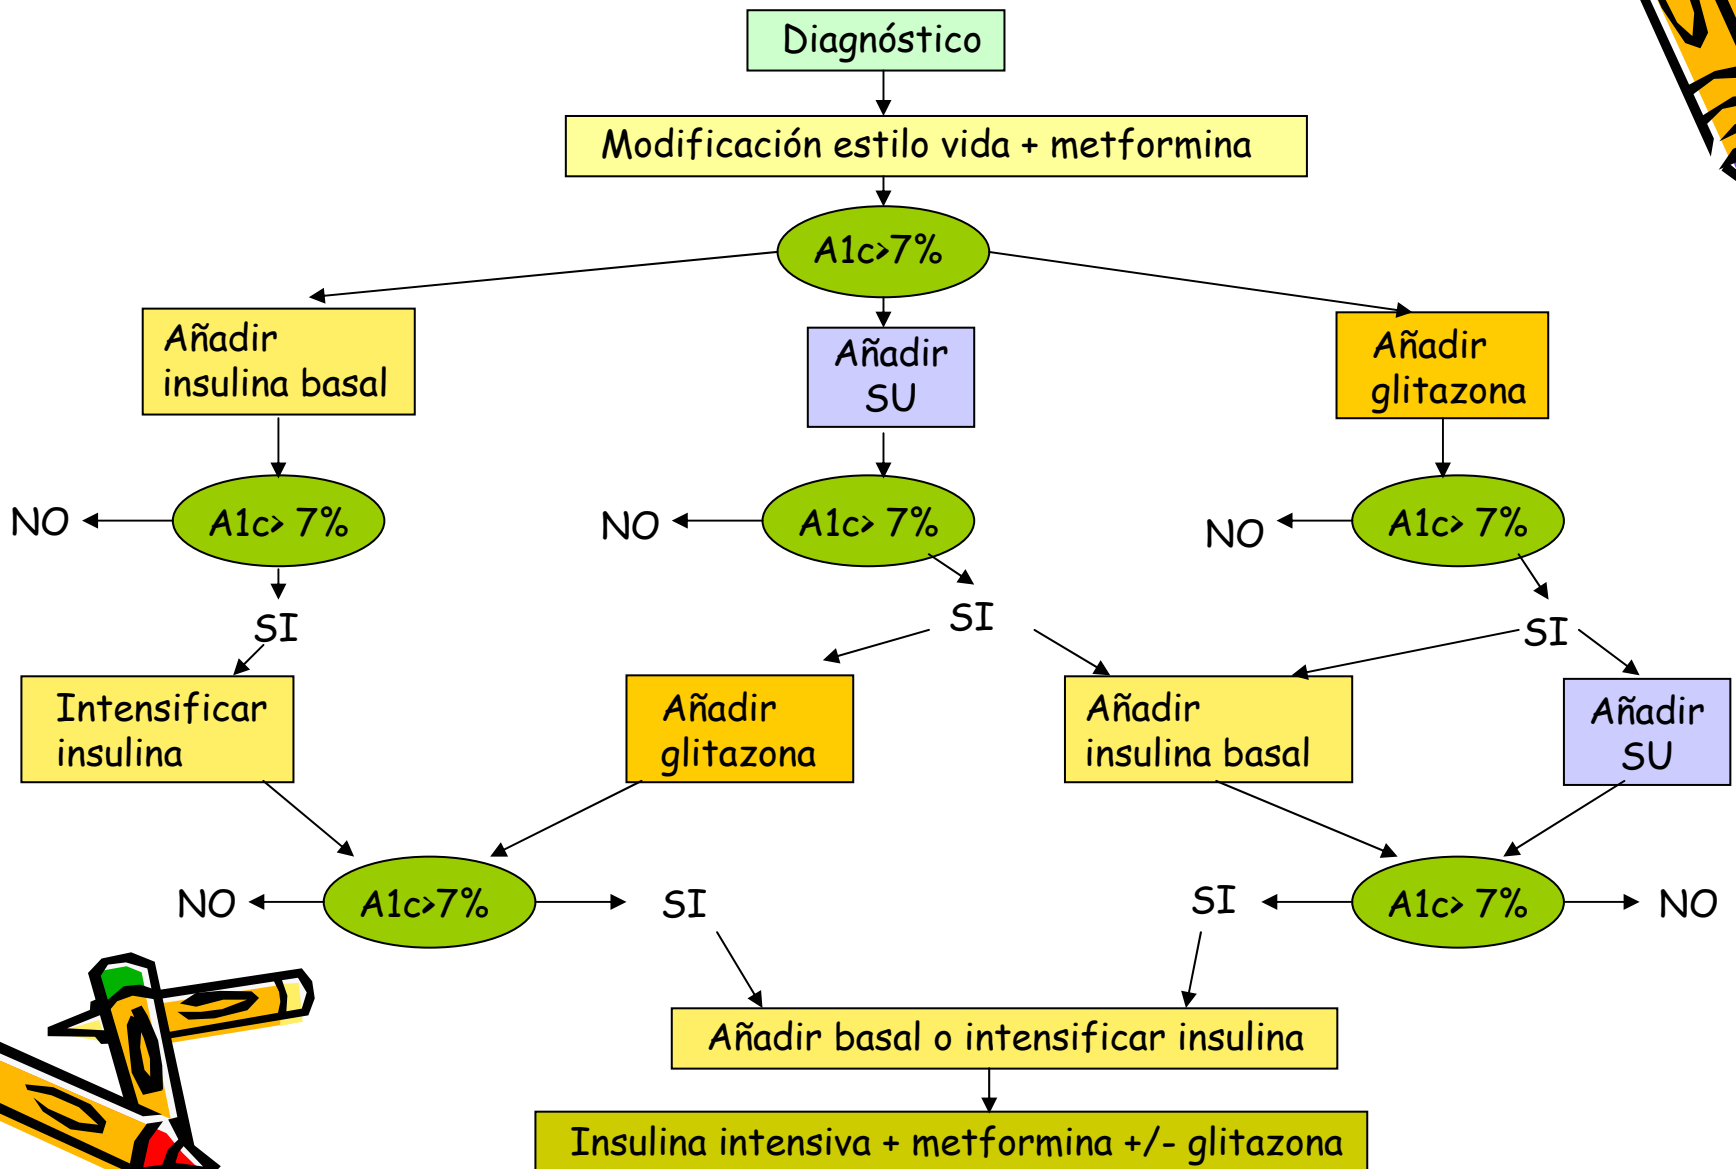 Diagnóstico
Modificación estilo vida + metformina
A1c>7%
Añadir
insulina basal
Añadir
SU
Añadir
glitazona
NO
A1c> 7%
NO
A1c> 7%
NO
A1c> 7%
SI
SI
SI
Intensificar
insulina
Añadir
glitazona
Añadir
insulina basal
Añadir
SU
NO
A1c>7%
SI
SI
A1c> 7%
NO
Añadir basal o intensificar insulina
Insulina intensiva + metformina +/- glitazona